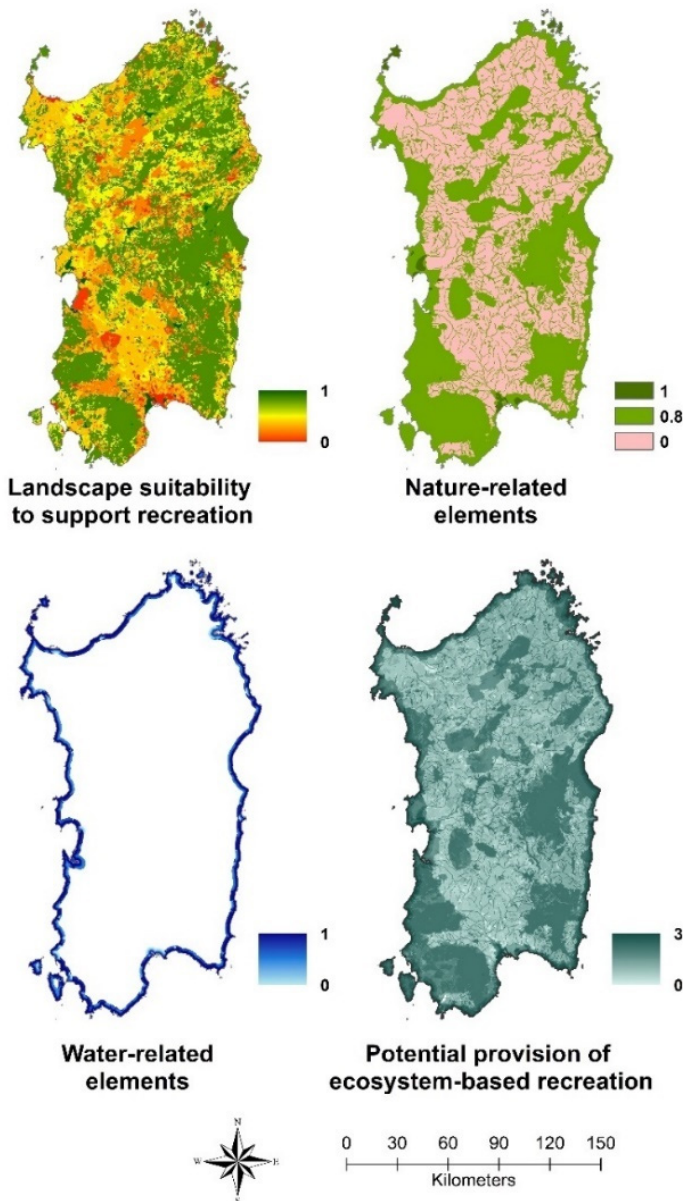 1
0
Landscape suitability
to support recreation
1
0.8
0
Nature-related
elements
1
0
Water-related
elements
3
0
Potential provision of
ecosystem-based recreation
N
W
E
S
0 30 60 90 120 150
Kilometers